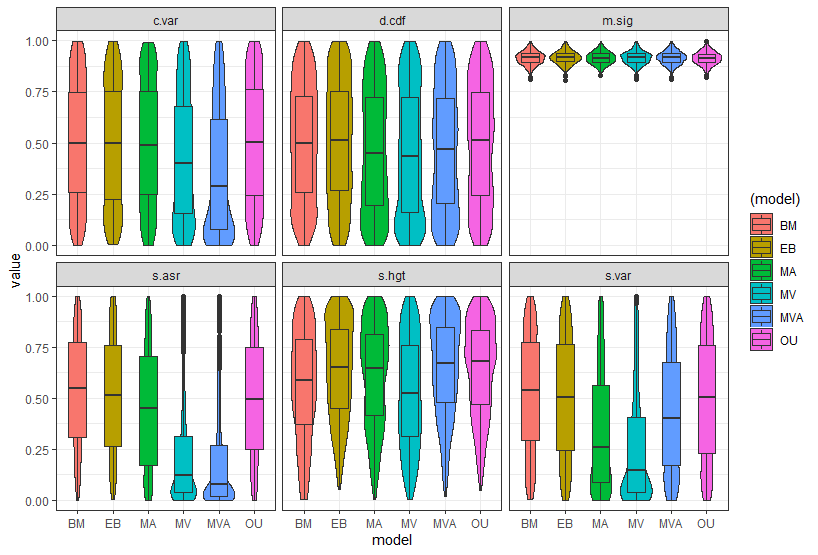 c.var d.cdf m.sig
1.00
0.75
0.50
0.25
0.00
value
s.asr s.hgt s.var
1.00
0.75
0.50
0.25
0.00
BM EB MA MV MVA OU BM EB MA MV MVA OU BM EB MA MV MVA OU
model
(model)
BM
EB
MA
MV
MVA
OU